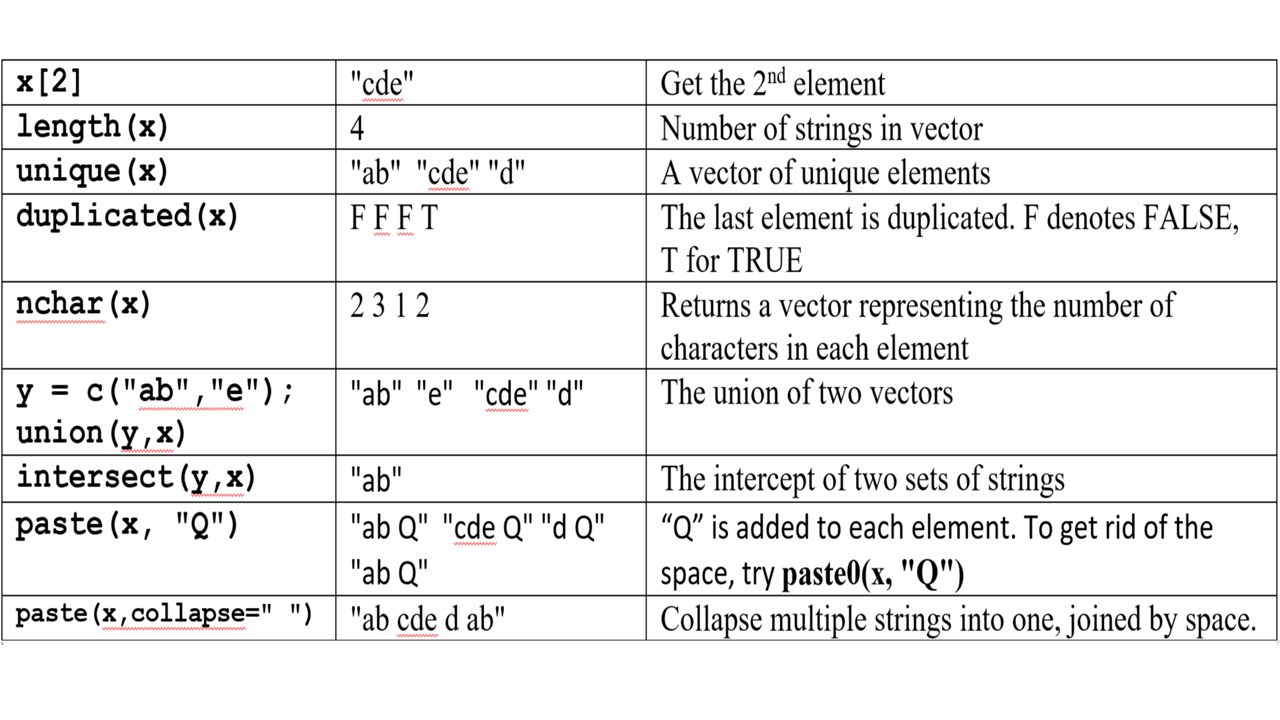 x[2] "cde" Get the 2nd element
length(x) 4 Number of strings in vector
unique(x) "ab" "cde" "d" A vector of unique elements
duplicated(x) F F F T The last element is duplicated. F denotes FALSE,
T for TRUE
nchar(x) 2 3 1 2 Returns a vector representing the number of
characters in each element
y = c("ab","e"); "ab" "e" "cde" "d" The union of two vectors
union(y,x)
intersect(y,x) "ab" The intercept of two sets of strings
paste(x, "Q") "ab Q" "cde Q" "d Q" “Q” is added to each element. To get rid of the
"ab Q" space, try paste0(x, "Q")
paste(x,collapse=" ") "ab cde d ab" Collapse multiple strings into one, joined by space.